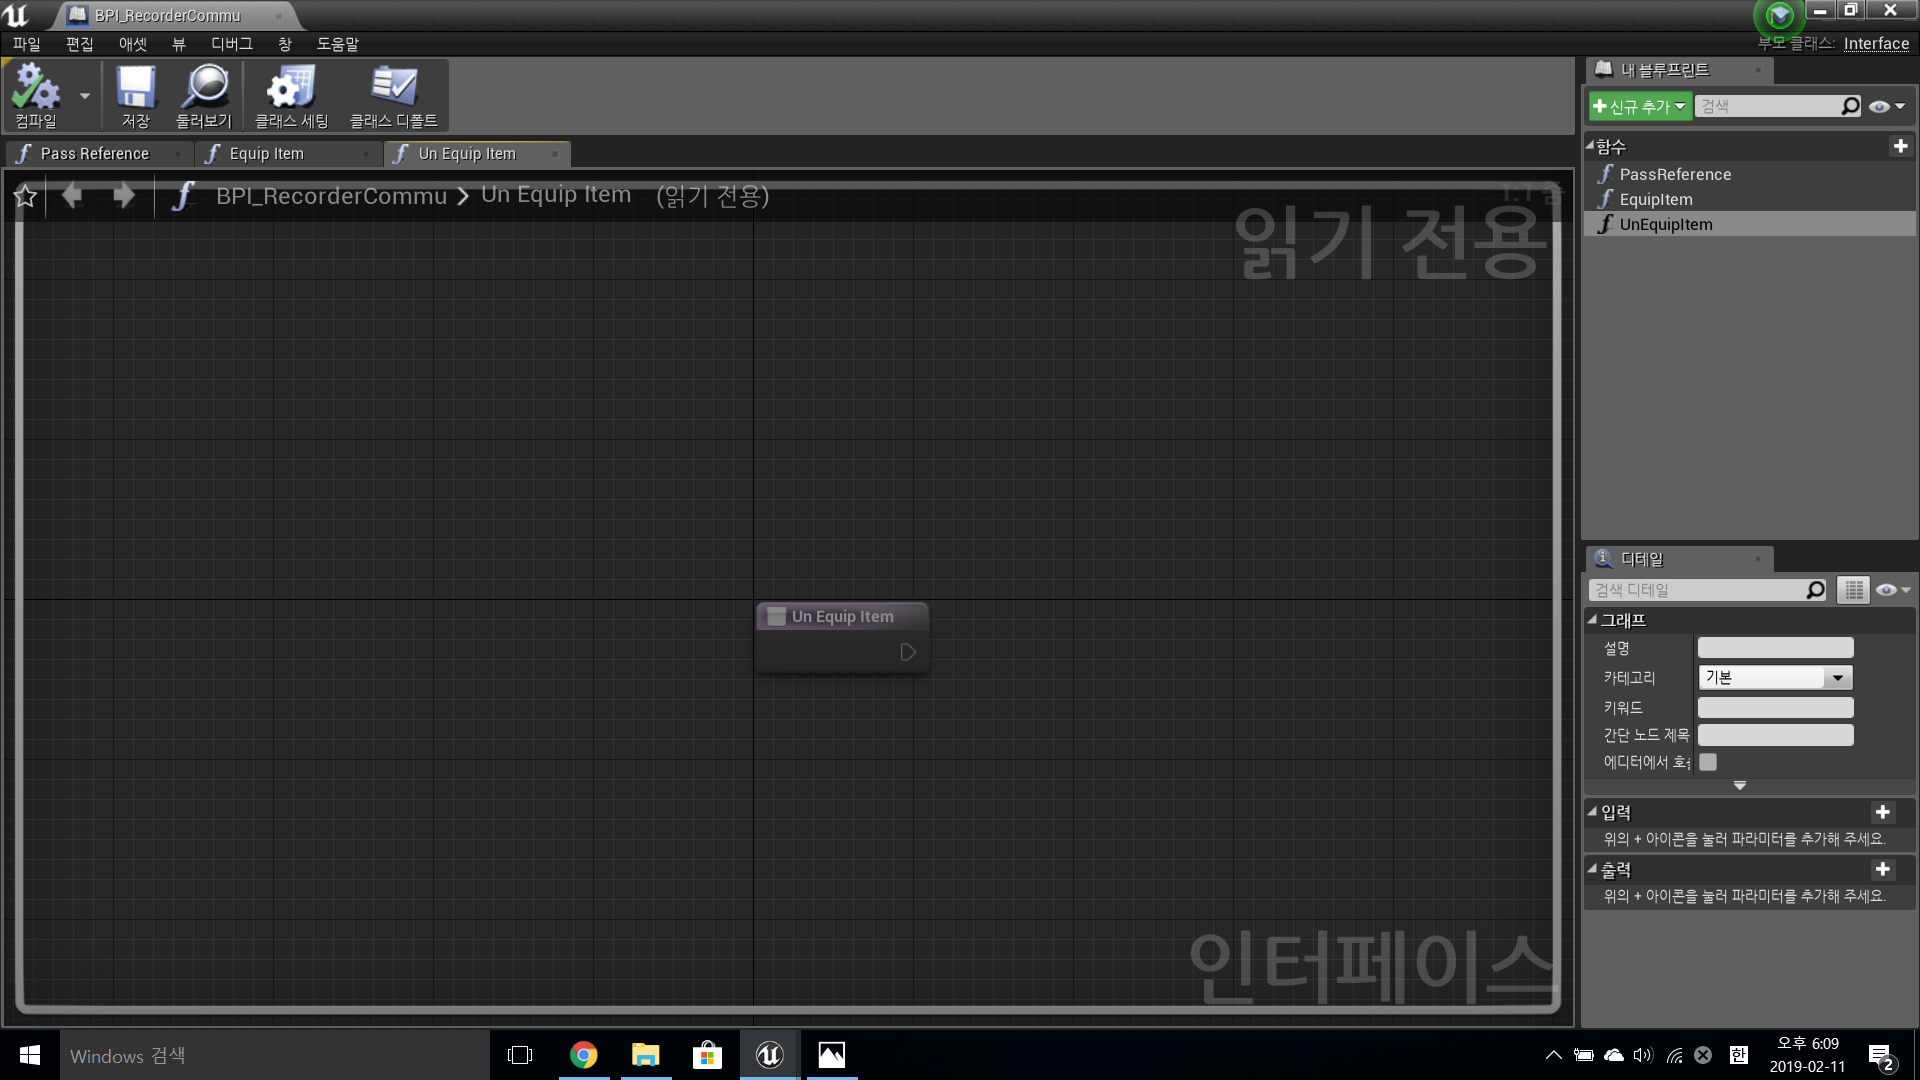 BPI_RecorderCommu
파일 편집 애셋 뷰 디버그 창 도움말
부모 클래스: Interface
컴파일 저장 둘러보기 클래스 세팅 클래스 디폴트
Pass Reference Equip Item Un Equip Item
BPI_RecorderCommu > Un Equip Item (읽기 전용)
1:1 줌
읽기 전용
Un Equip Item
인터페이스
내 블루프린트
신규 추가 검색
함수
PassReference
EquipItem
UnEquipItem
디테일
검색 디테일
그래프
설명
카테고리 기본
키워드
간단 노드 제목
에디터에서
입력
위의 + 아이콘을 눌러 파라미터를 추가해 주세요.
출력
위의 + 아이콘을 눌러 파라미터를 추가해 주세요.
Windows 검색
한
오후 6:09
2019-02-11
2